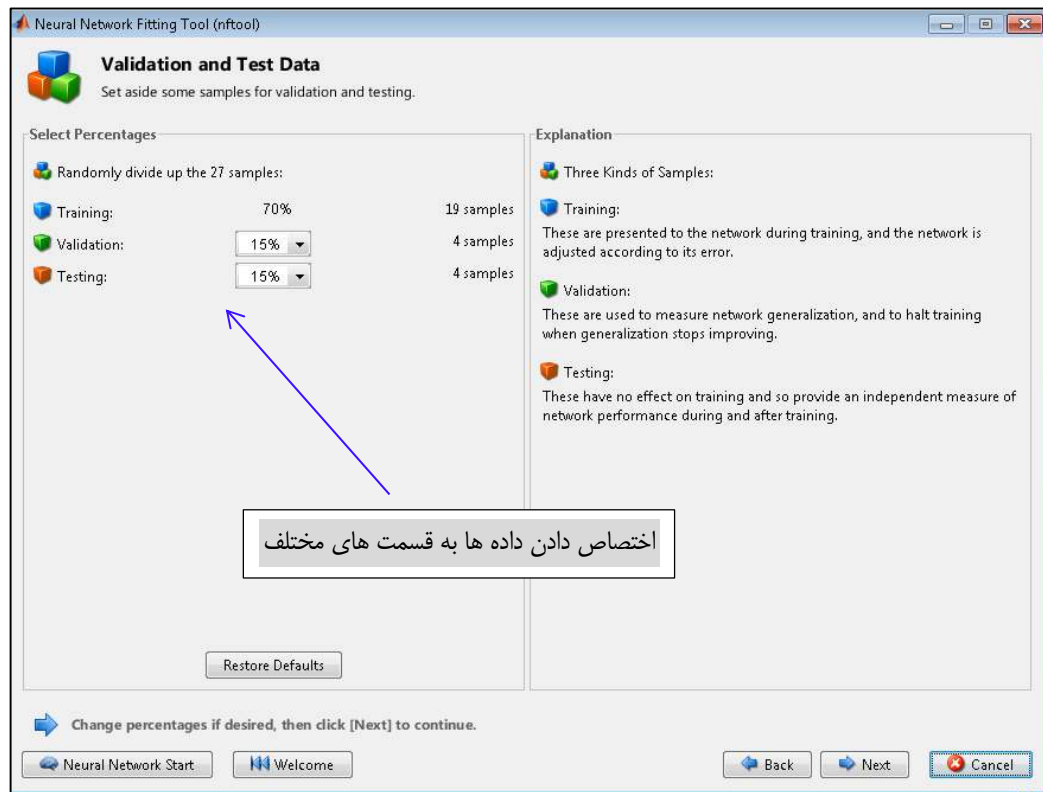 Neural Network Fitting Tool (nftool)
Validation and Test Data
Set aside some samples for validation and testing.
Select Percentages
Randomly divide up the 27 samples:
Training: 70% 19 samples
Validation: 15% 4 samples
Testing: 15% 4 samples
اختصاص دادن داده ها به قسمت های مختلف
Restore Defaults
Explanation
Three Kinds of Samples:
Training:
These are presented to the network during training, and the network is
adjusted according to its error.
Validation:
These are used to measure network generalization, and to halt training
when generalization stops improving.
Testing:
These have no effect on training and so provide an independent measure of
network performance during and after training.
Change percentages if desired, then click [Next] to continue.
Neural Network Start Welcome Back Next Cancel